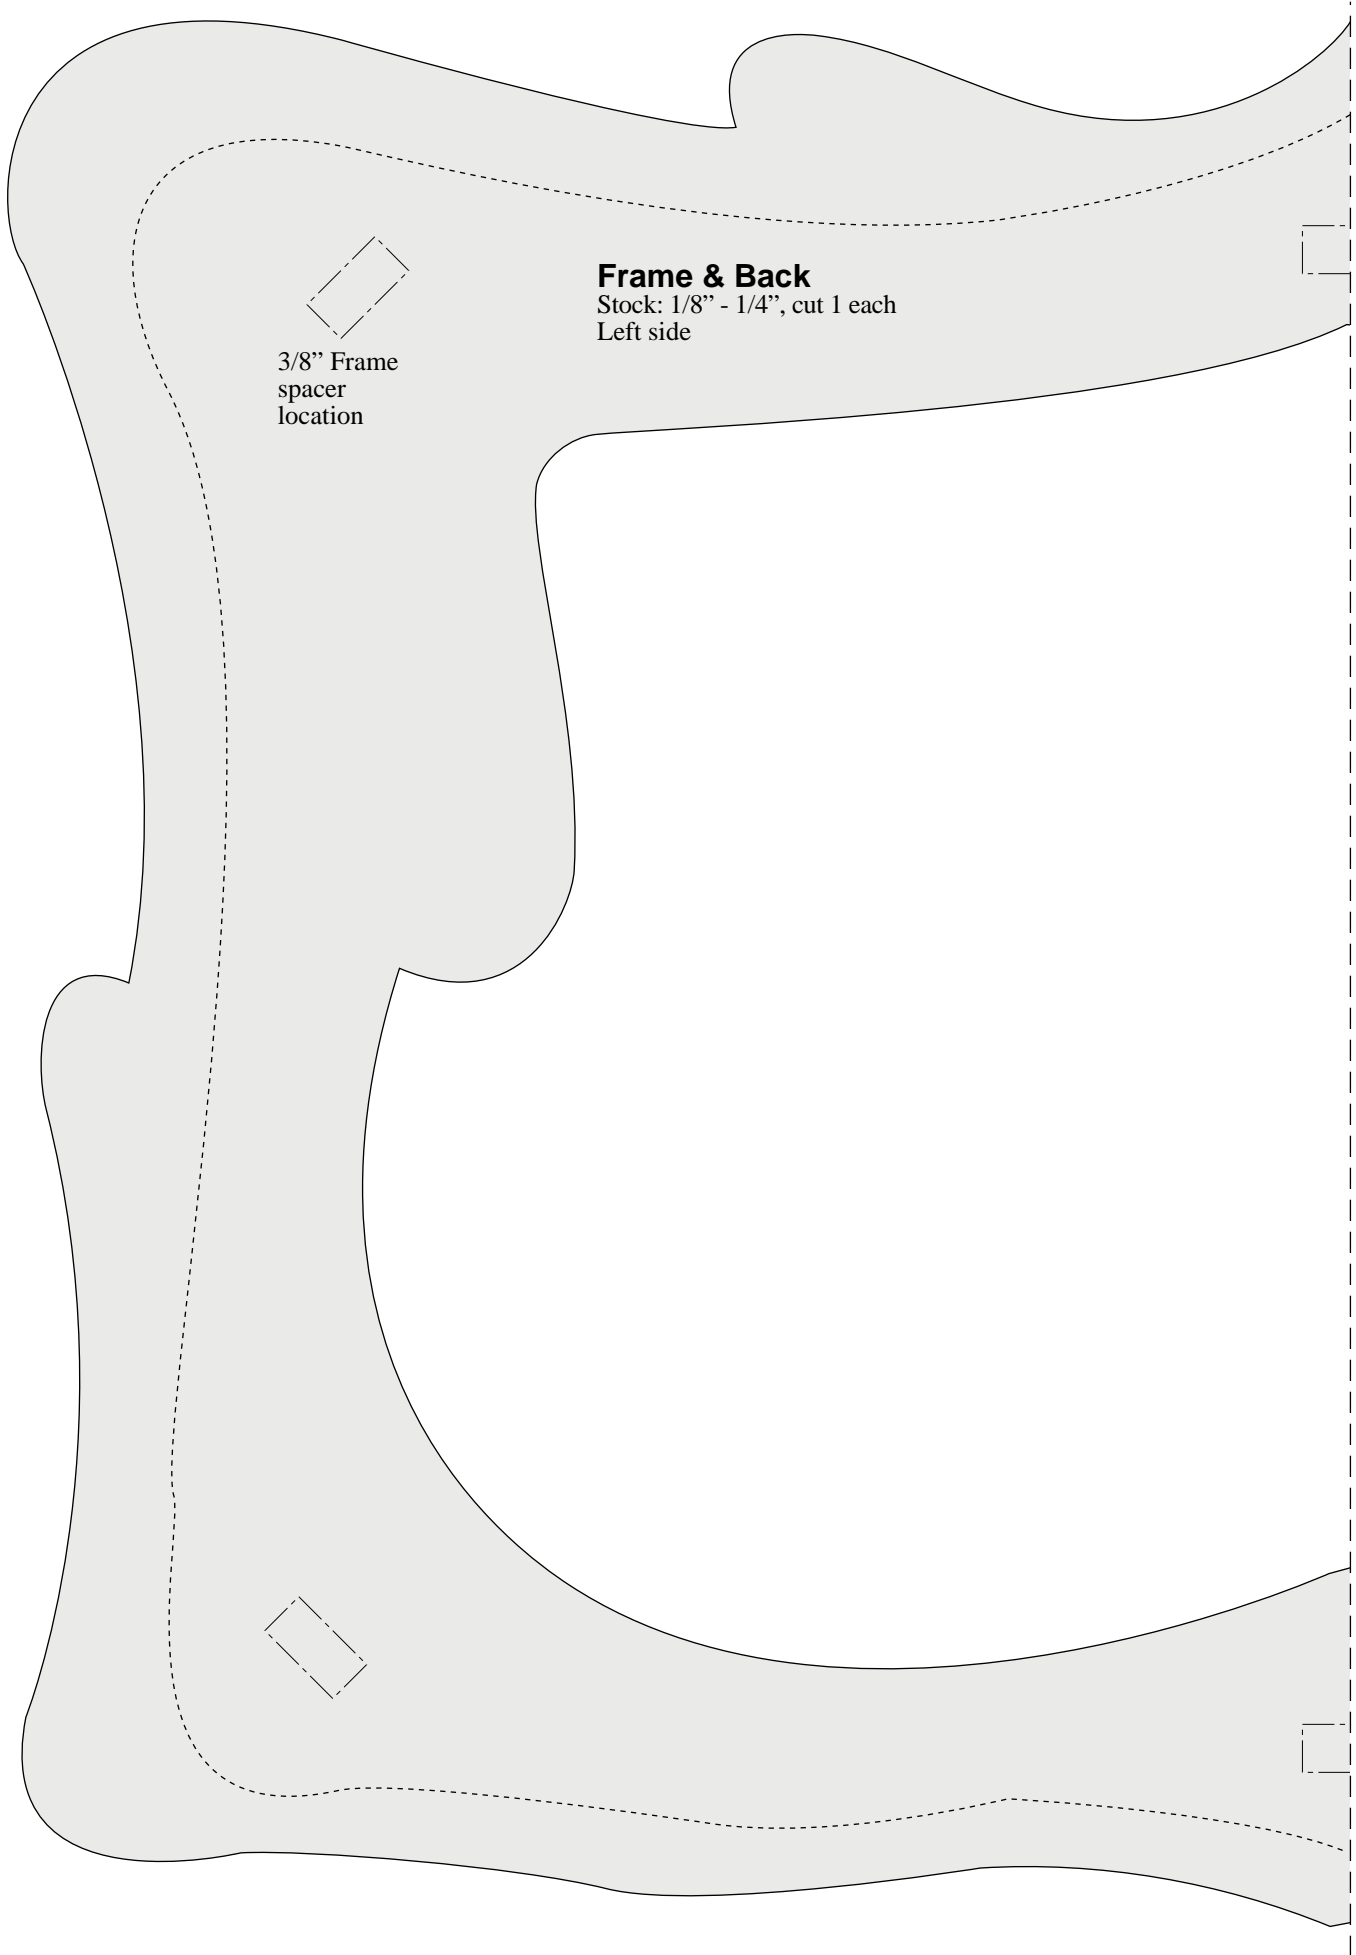 Frame & Back
Stock: 1/8” - 1/4”, cut 1 each
Left side
3/8” Frame
spacer
location